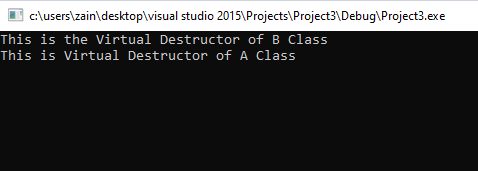 c:\users\zain\desktop\visual studio 2015\Projects\Project3\Debug\Project3.exe
This is the Virtual Destructor of B Class
This is Virtual Destructor of A Class